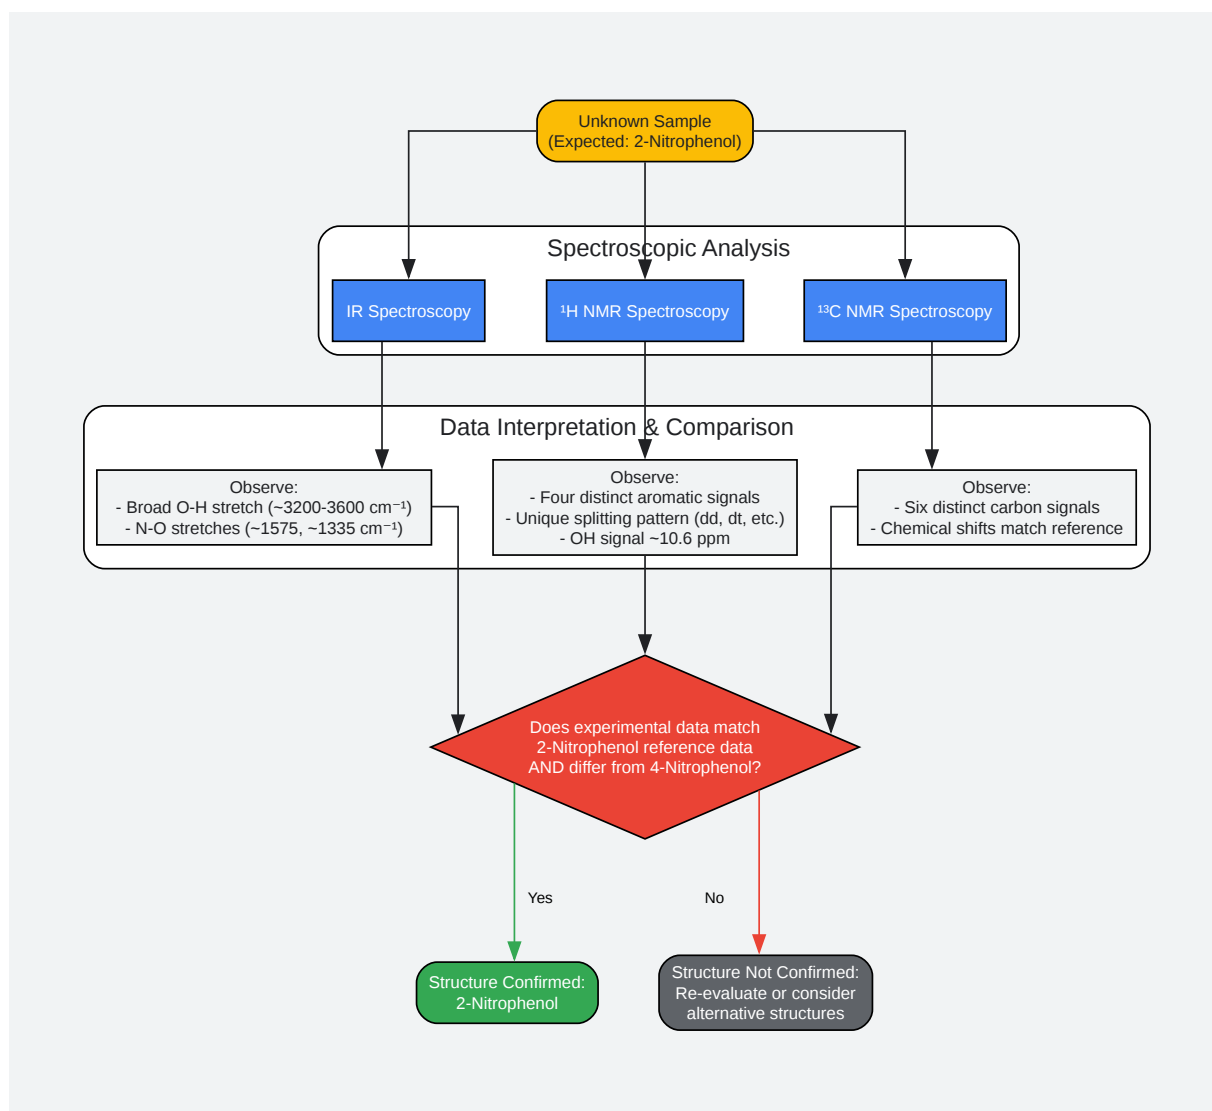 Unknown Sample
(Expected: 2-Nitrophenol)
Spectroscopic Analysis
IR Spectroscopy
¹H NMR Spectroscopy
¹³C NMR Spectroscopy
Data Interpretation & Comparison
Observe:
- Broad O-H stretch (~3200-3600 cm⁻¹)
- N-O stretches (~1575, ~1335 cm⁻¹)
Observe:
- Four distinct aromatic signals
- Unique splitting pattern (dd, dt, etc.)
- OH signal ~10.6 ppm
Observe:
- Six distinct carbon signals
- Chemical shifts match reference
Does experimental data match
2-Nitrophenol reference data
AND differ from 4-Nitrophenol?
Yes
No
Structure Confirmed:
2-Nitrophenol
Structure Not Confirmed:
Re-evaluate or consider
alternative structures